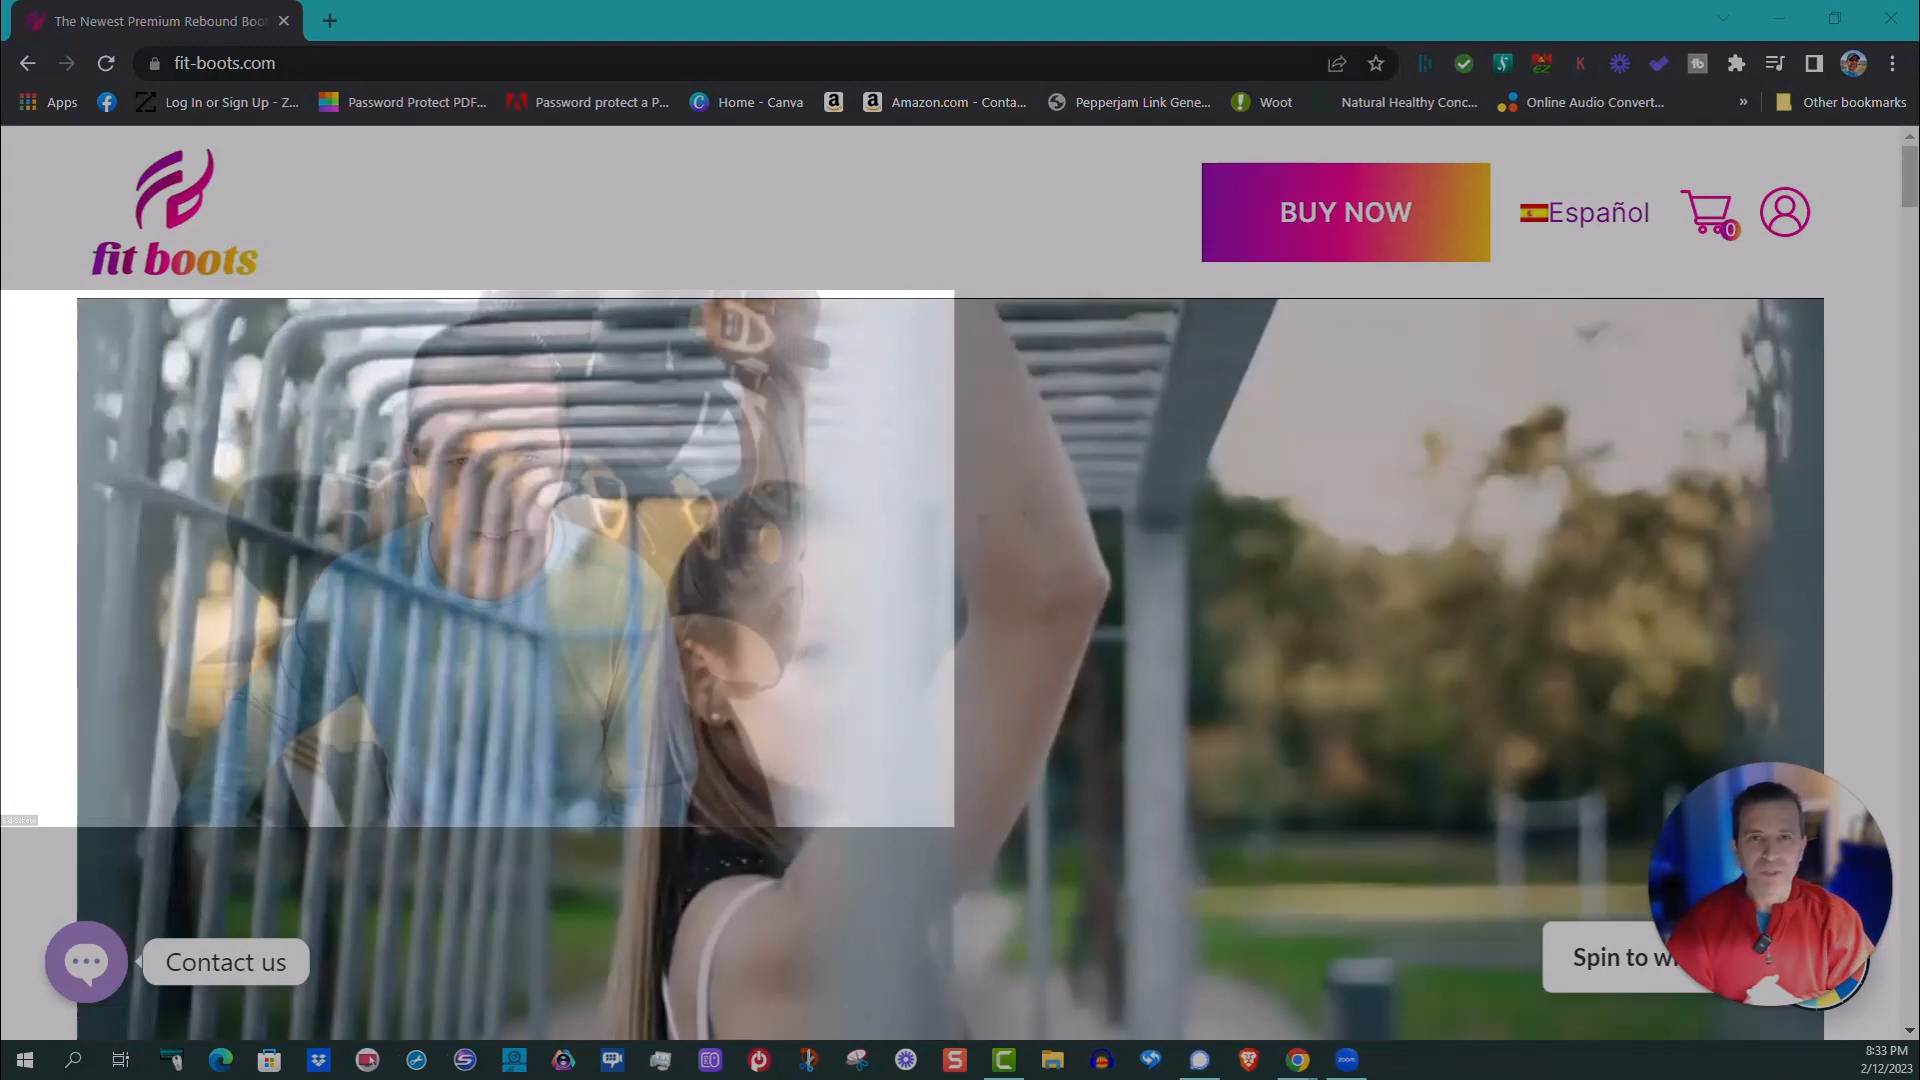 The Newest Premium Rebound Boo
fit-boots.com
Apps
Log In or Sign Up - Z...
Password Protect PDF...
Password protect a P...
Home - Canva
Amazon.com - Conta...
Pepperjam Link Gene...
Woot
Natural Healthy Conc...
Online Audio Convert...
»
Other bookmarks
fit boots
BUY NOW
Español
0
Contact us
Spin to w
8:33 PM
2/12/2023